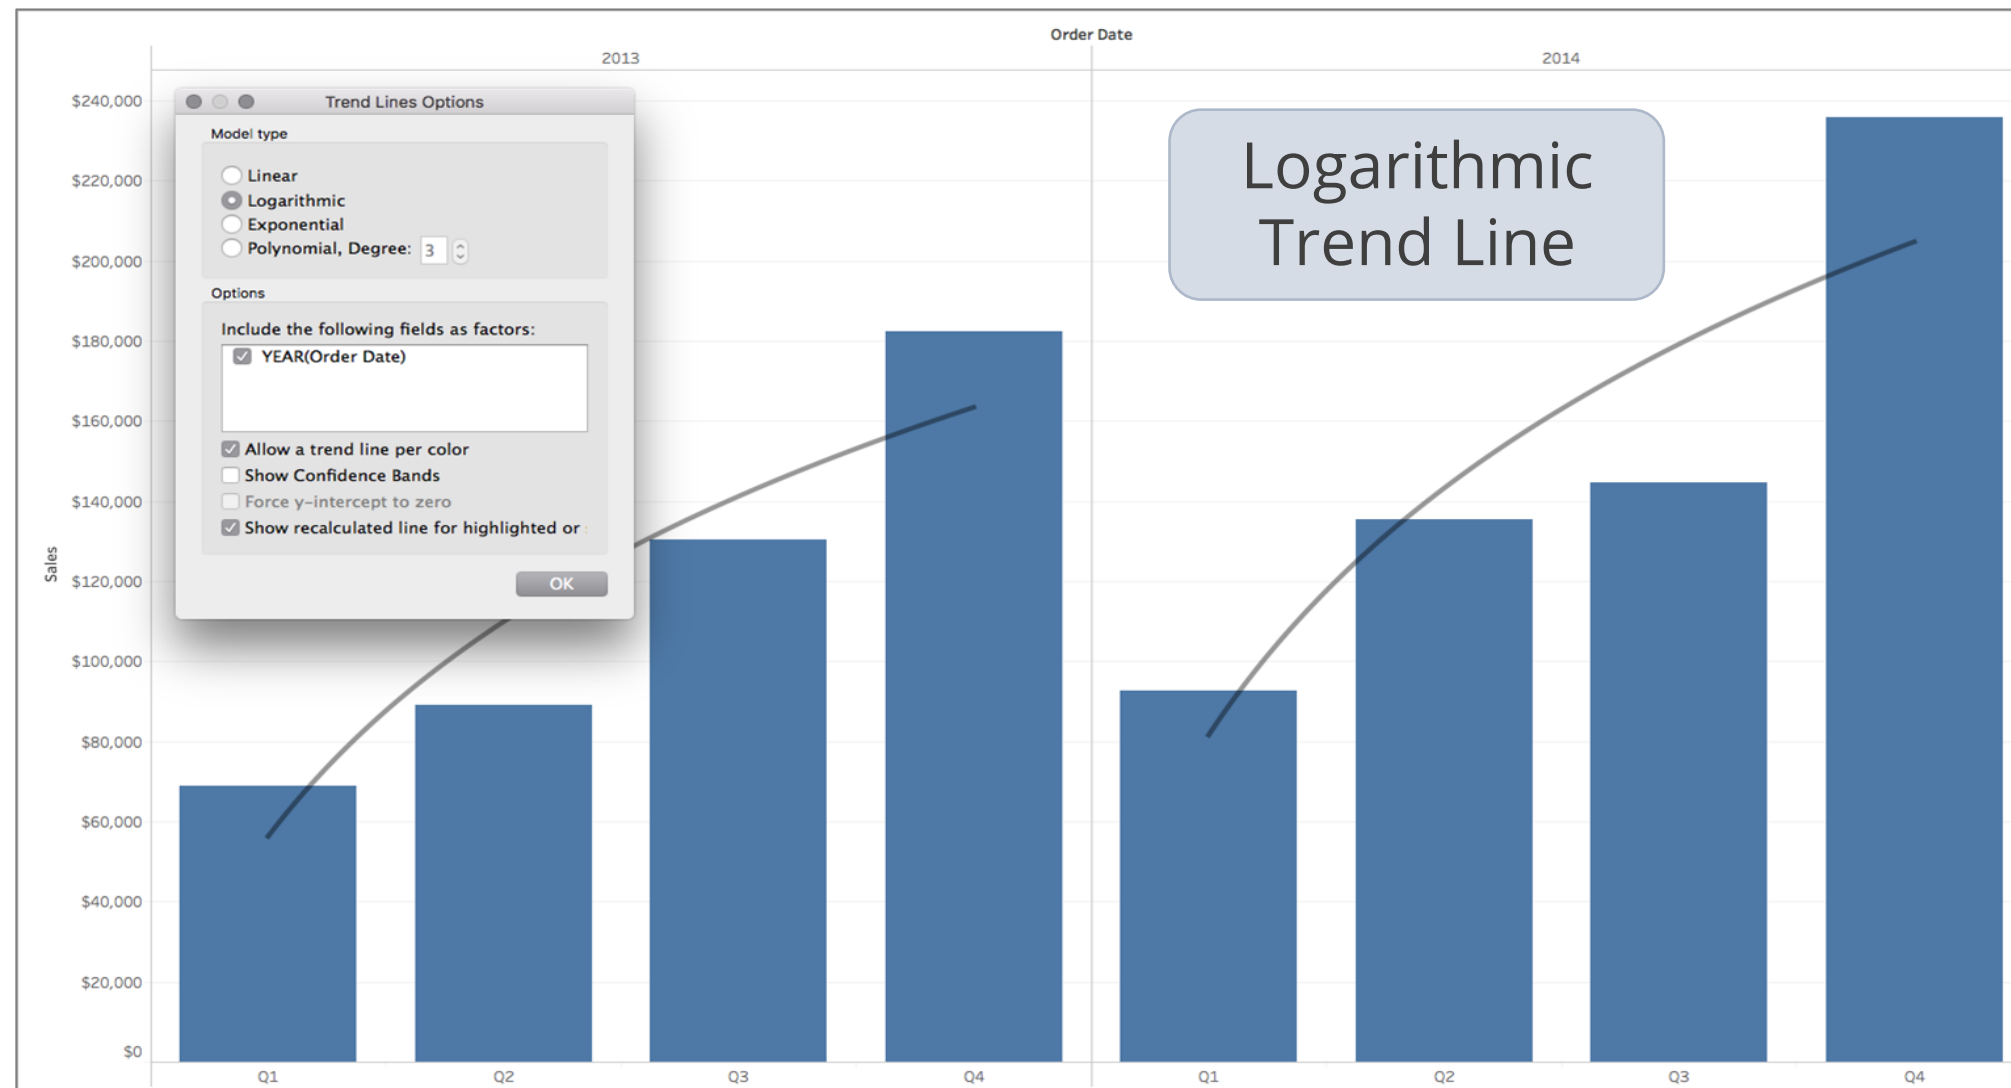 Order Date
2013
2014
$240,000
$220,000
$200,000
$180,000
$160,000
$140,000
$120,000
$100,000
$80,000
$60,000
$40,000
$20,000
$0
Sales
Trend Lines Options
Model type
Linear
Logarithmic
Exponential
Polynomial, Degree: 3
Options
Include the following fields as factors:
YEAR(Order Date)
Allow a trend line per color
Show Confidence Bands
Force y-intercept to zero
Show recalculated line for highlighted or
OK
Logarithmic
Trend Line
Q1 Q2 Q3 Q4 Q1 Q2 Q3 Q4